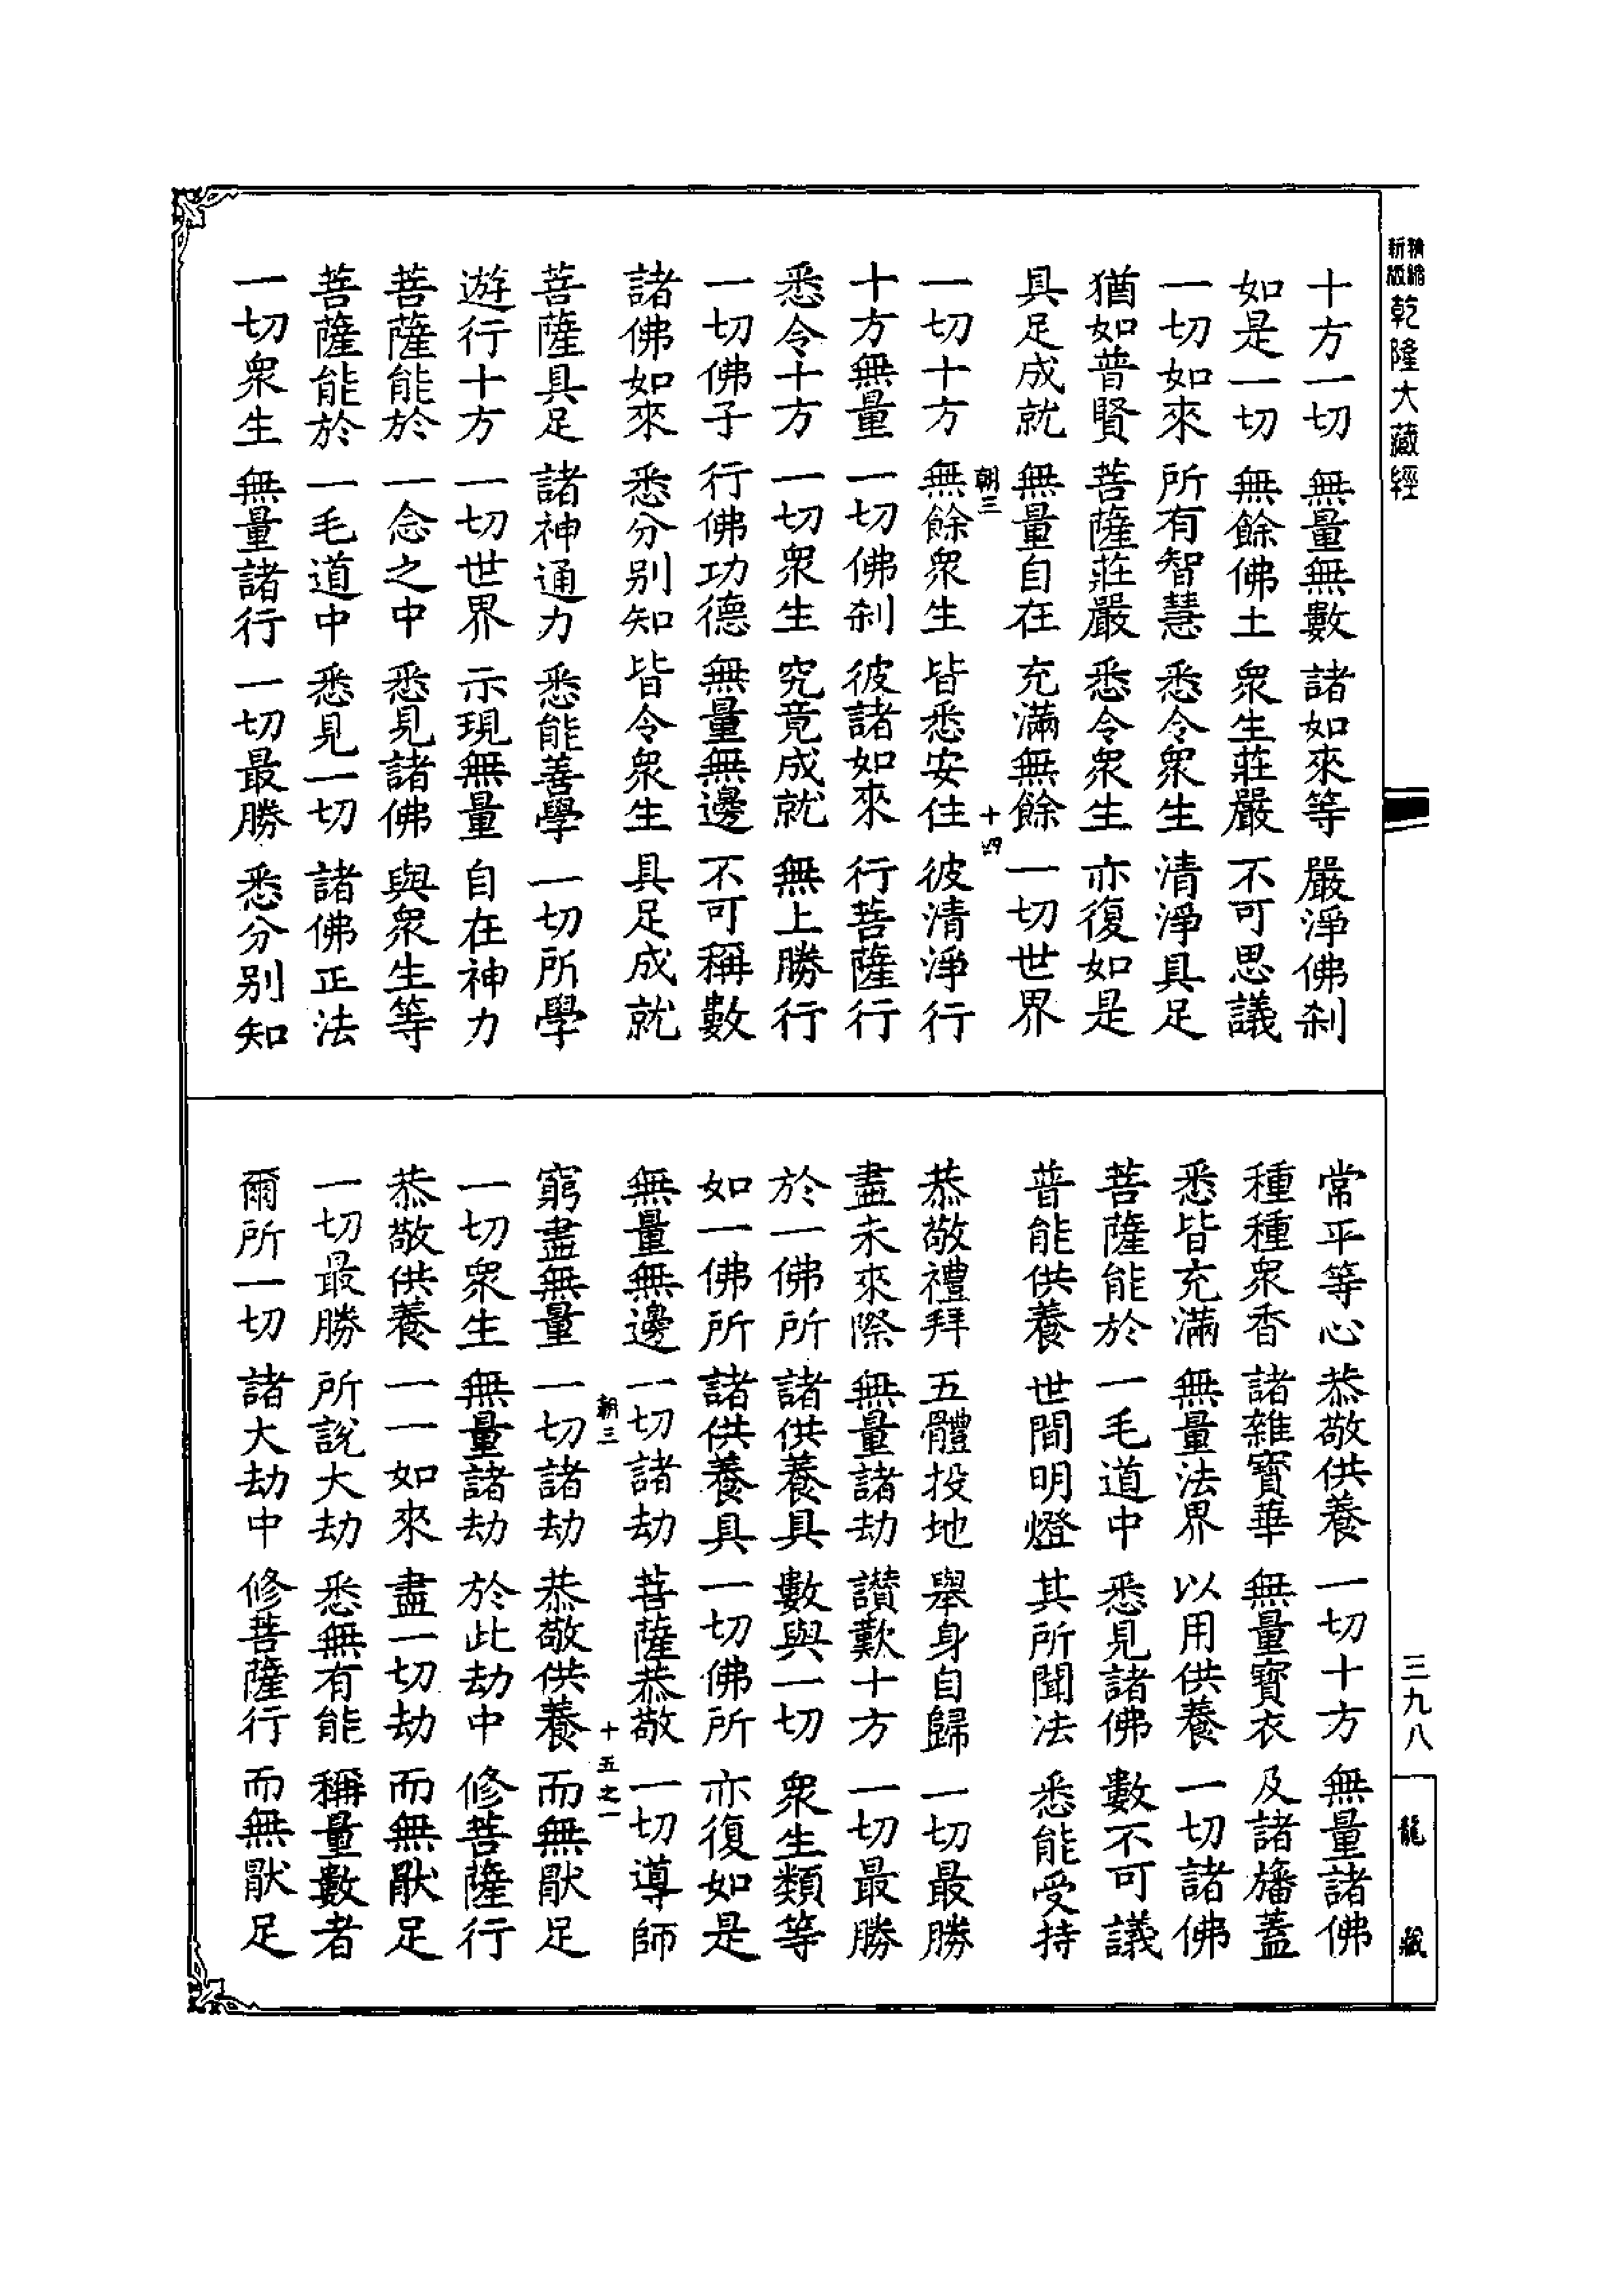 精縮
新版
乾隆大藏經
十方一切 無量無數 諸如來等 嚴淨佛刹
如是一切 無餘佛土 衆生莊嚴 不可思議
一切如來 所有智慧 悉令衆生 清淨具足
猶如普賢 菩薩莊嚴 悉令衆生 亦復如是
具足成就 無量自在 充滿無餘 一切世界
朝三 十四
一切十方 無餘衆生 皆悉安住 彼清淨行
十方無量 一切佛刹 彼諸如來 行菩薩行
悉令十方 一切衆生 究竟成就 無上勝行
一切佛子 行佛功德 無量無邊 不可稱數
諸佛如來 悉分别知 皆令衆生 具足成就
菩薩具足 諸神通力 悉能善學 一切所學
遊行十方 一切世界 示現無量 自在神力
菩薩能於 一念之中 悉見諸佛 與衆生等
菩薩能於 一毛道中 悉見一切 諸佛正法
一切衆生 無量諸行 一切最勝 悉分别知
常平等心 恭敬供養 一切十方 無量諸佛
種種衆香 諸雜寶華 無量寶衣 及諸旛蓋
悉皆充滿 無量法界 以用供養 一切諸佛
菩薩能於 一毛道中 悉見諸佛 數不可議
普能供養 世間明燈 其所聞法 悉能受持
恭敬禮拜 五體投地 舉身自歸 一切最勝
盡未來際 無量諸劫 讃歎十方 一切最勝
於一佛所 諸供養具 數與一切 衆生類等
如一佛所 諸供養具 一切佛所 亦復如是
無量無邊 一切諸劫 菩薩恭敬 一切導師
朝三 十五之一
窮盡無量 一切諸劫 恭敬供養 而無厭足
一切衆生 無量諸劫 於此劫中 修菩薩行
恭敬供養 一一如來 盡一切劫 而無厭足
一切最勝 所說大劫 悉無有能 稱量數者
爾所一切 諸大劫中 修菩薩行 而無厭足
三九八
龍藏